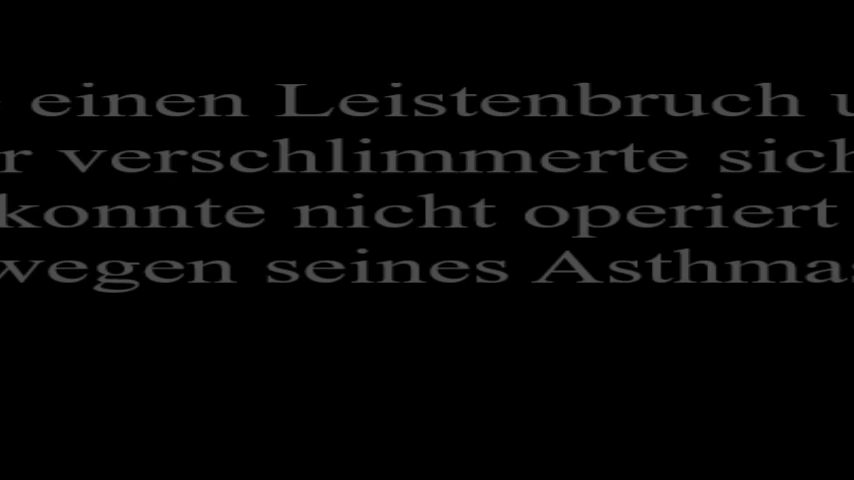 einen Leistenbruch
verschlimmerte sich
konnte nicht operiert
wegen seines Asthmas